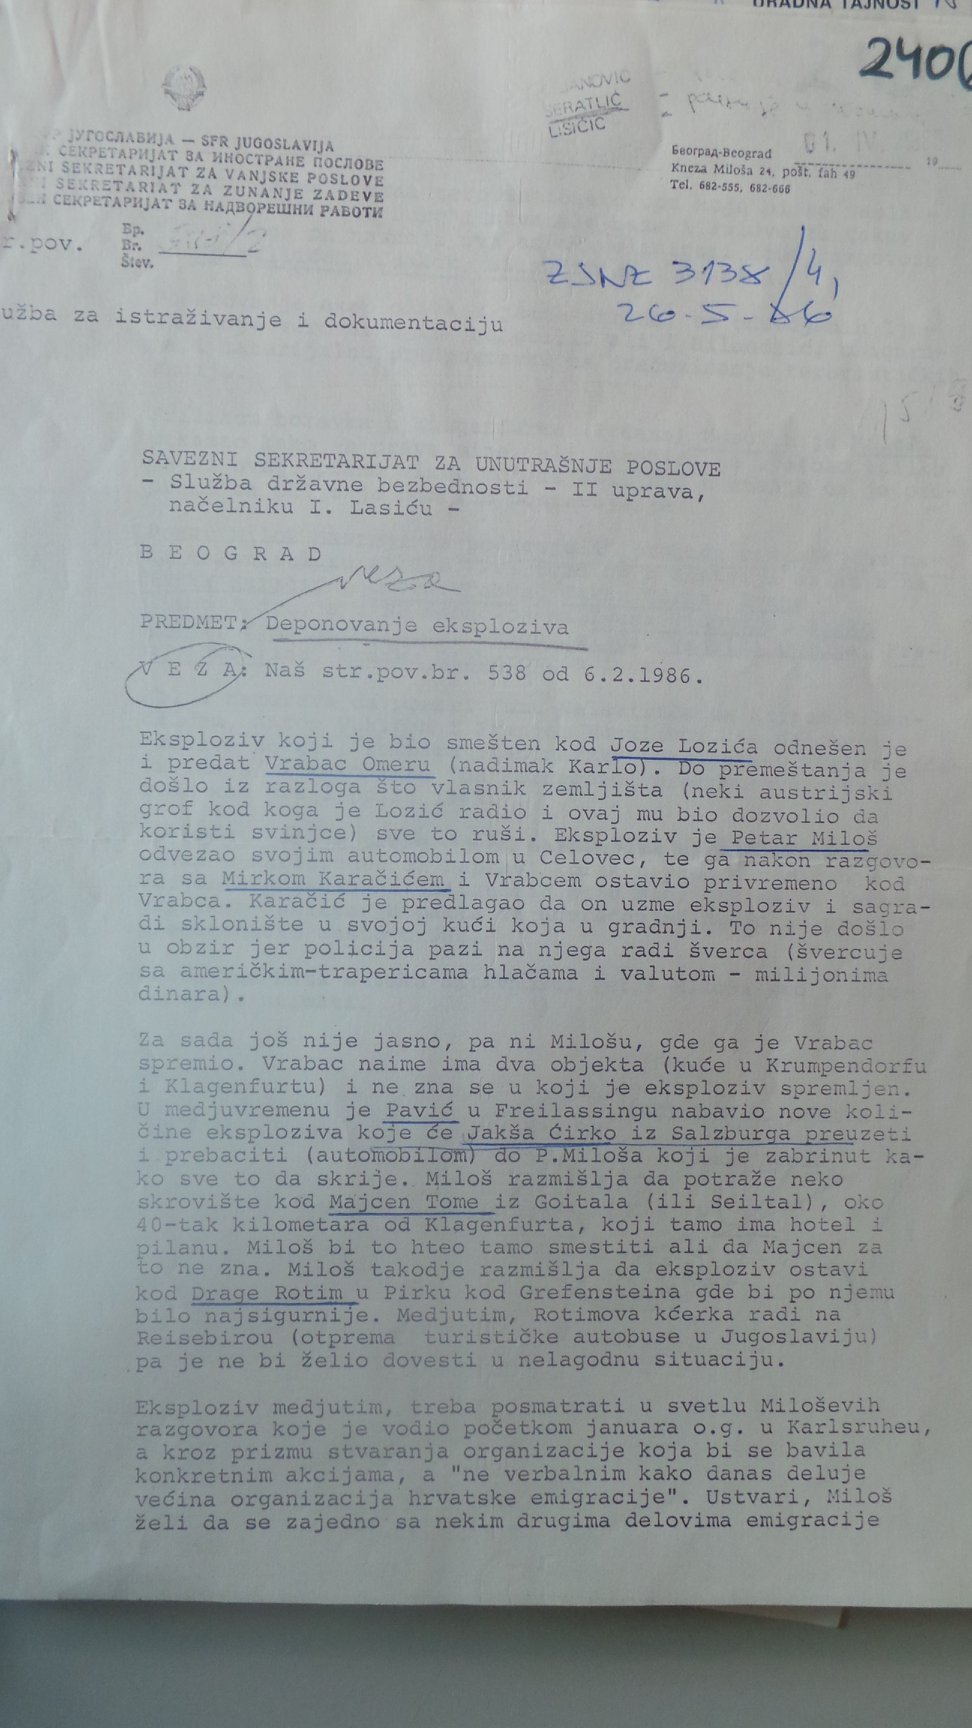 URADNA TAJNOST
2400
JANOVIĆ
SERATLIĆ
LISIČIĆ
ЈУГОСЛАВИЈА — SFR JUGOSLAVIJA
СЕКРЕТАРИЈАТ ЗА ИНОСТРАНЕ ПОСЛОВЕ
ZNI SEKRETARIJAT ZA VANJSKE POSLOVE
SEKRETARIAT ZA ZUNANJE ZADEVE
СЕКРЕТАРИЈАТ ЗА НАДВОРЕШНИ РАБОТИ
Београд-Beograd 01. IV 19
Kneza Miloša 24, pošt. fah 49
Tel. 682-555, 682-666
r.pov.
Бр.
Br.
Štev.
ZSNE 3138/4,
26-5-86
užba za istraživanje i dokumentaciju
SAVEZNI SEKRETARIJAT ZA UNUTRAŠNJE POSLOVE
- Služba državne bezbednosti - II uprava,
načelniku I. Lasiću -
B E O G R A D
veza
PREDMET: Deponovanje eksploziva
V E Z A: Naš str.pov.br. 538 od 6.2.1986.
Eksploziv koji je bio smešten kod Joze Lozića odnešen je
i predat Vrabac Omeru (nadimak Karlo). Do premeštanja je
došlo iz razloga što vlasnik zemljišta (neki austrijski
grof kod koga je Lozić radio i ovaj mu bio dozvolio da
koristi svinjce) sve to ruši. Eksploziv je Petar Miloš
odvezao svojim automobilom u Celovec, te ga nakon razgovo-
ra sa Mirkom Karačićem i Vrabcem ostavio privremeno kod
Vrabca. Karačić je predlagao da on uzme eksploziv i sagra-
di sklonište u svojoj kući koja u gradnji. To nije došlo
u obzir jer policija pazi na njega radi šverca (švercuje
sa američkim-trapericama hlačama i valutom - milijonima
dinara).
Za sada još nije jasno, pa ni Milošu, gde ga je Vrabac
spremio. Vrabac naime ima dva objekta (kuće u Krumpendorfu
i Klagenfurtu) i ne zna se u koji je eksploziv spremljen.
U medjuvremenu je Pavić u Freilassingu nabavio nove koli-
čine eksploziva koje će Jakša Ćirko iz Salzburga preuzeti
i prebaciti (automobilom) do P.Miloša koji je zabrinut ka-
ko sve to da skrije. Miloš razmišlja da potraže neko
skrovište kod Majcen Tome iz Goitala (ili Seiltal), oko
40-tak kilometara od Klagenfurta, koji tamo ima hotel i
pilanu. Miloš bi to hteo tamo smestiti ali da Majcen za
to ne zna. Miloš takodje razmišlja da eksploziv ostavi
kod Drage Rotim u Pirku kod Grefensteina gde bi po njemu
bilo najsigurnije. Medjutim, Rotimova kćerka radi na
Reisebirou (otprema turističke autobuse u Jugoslaviju)
pa je ne bi želio dovesti u nelagodnu situaciju.
Eksploziv medjutim, treba posmatrati u svetlu Miloševih
razgovora koje je vodio početkom januara o.g. u Karlsruheu,
a kroz prizmu stvaranja organizacije koja bi se bavila
konkretnim akcijama, a "ne verbalnim kako danas deluje
većina organizacija hrvatske emigracije". Ustvari, Miloš
želi da se zajedno sa nekim drugima delovima emigracije